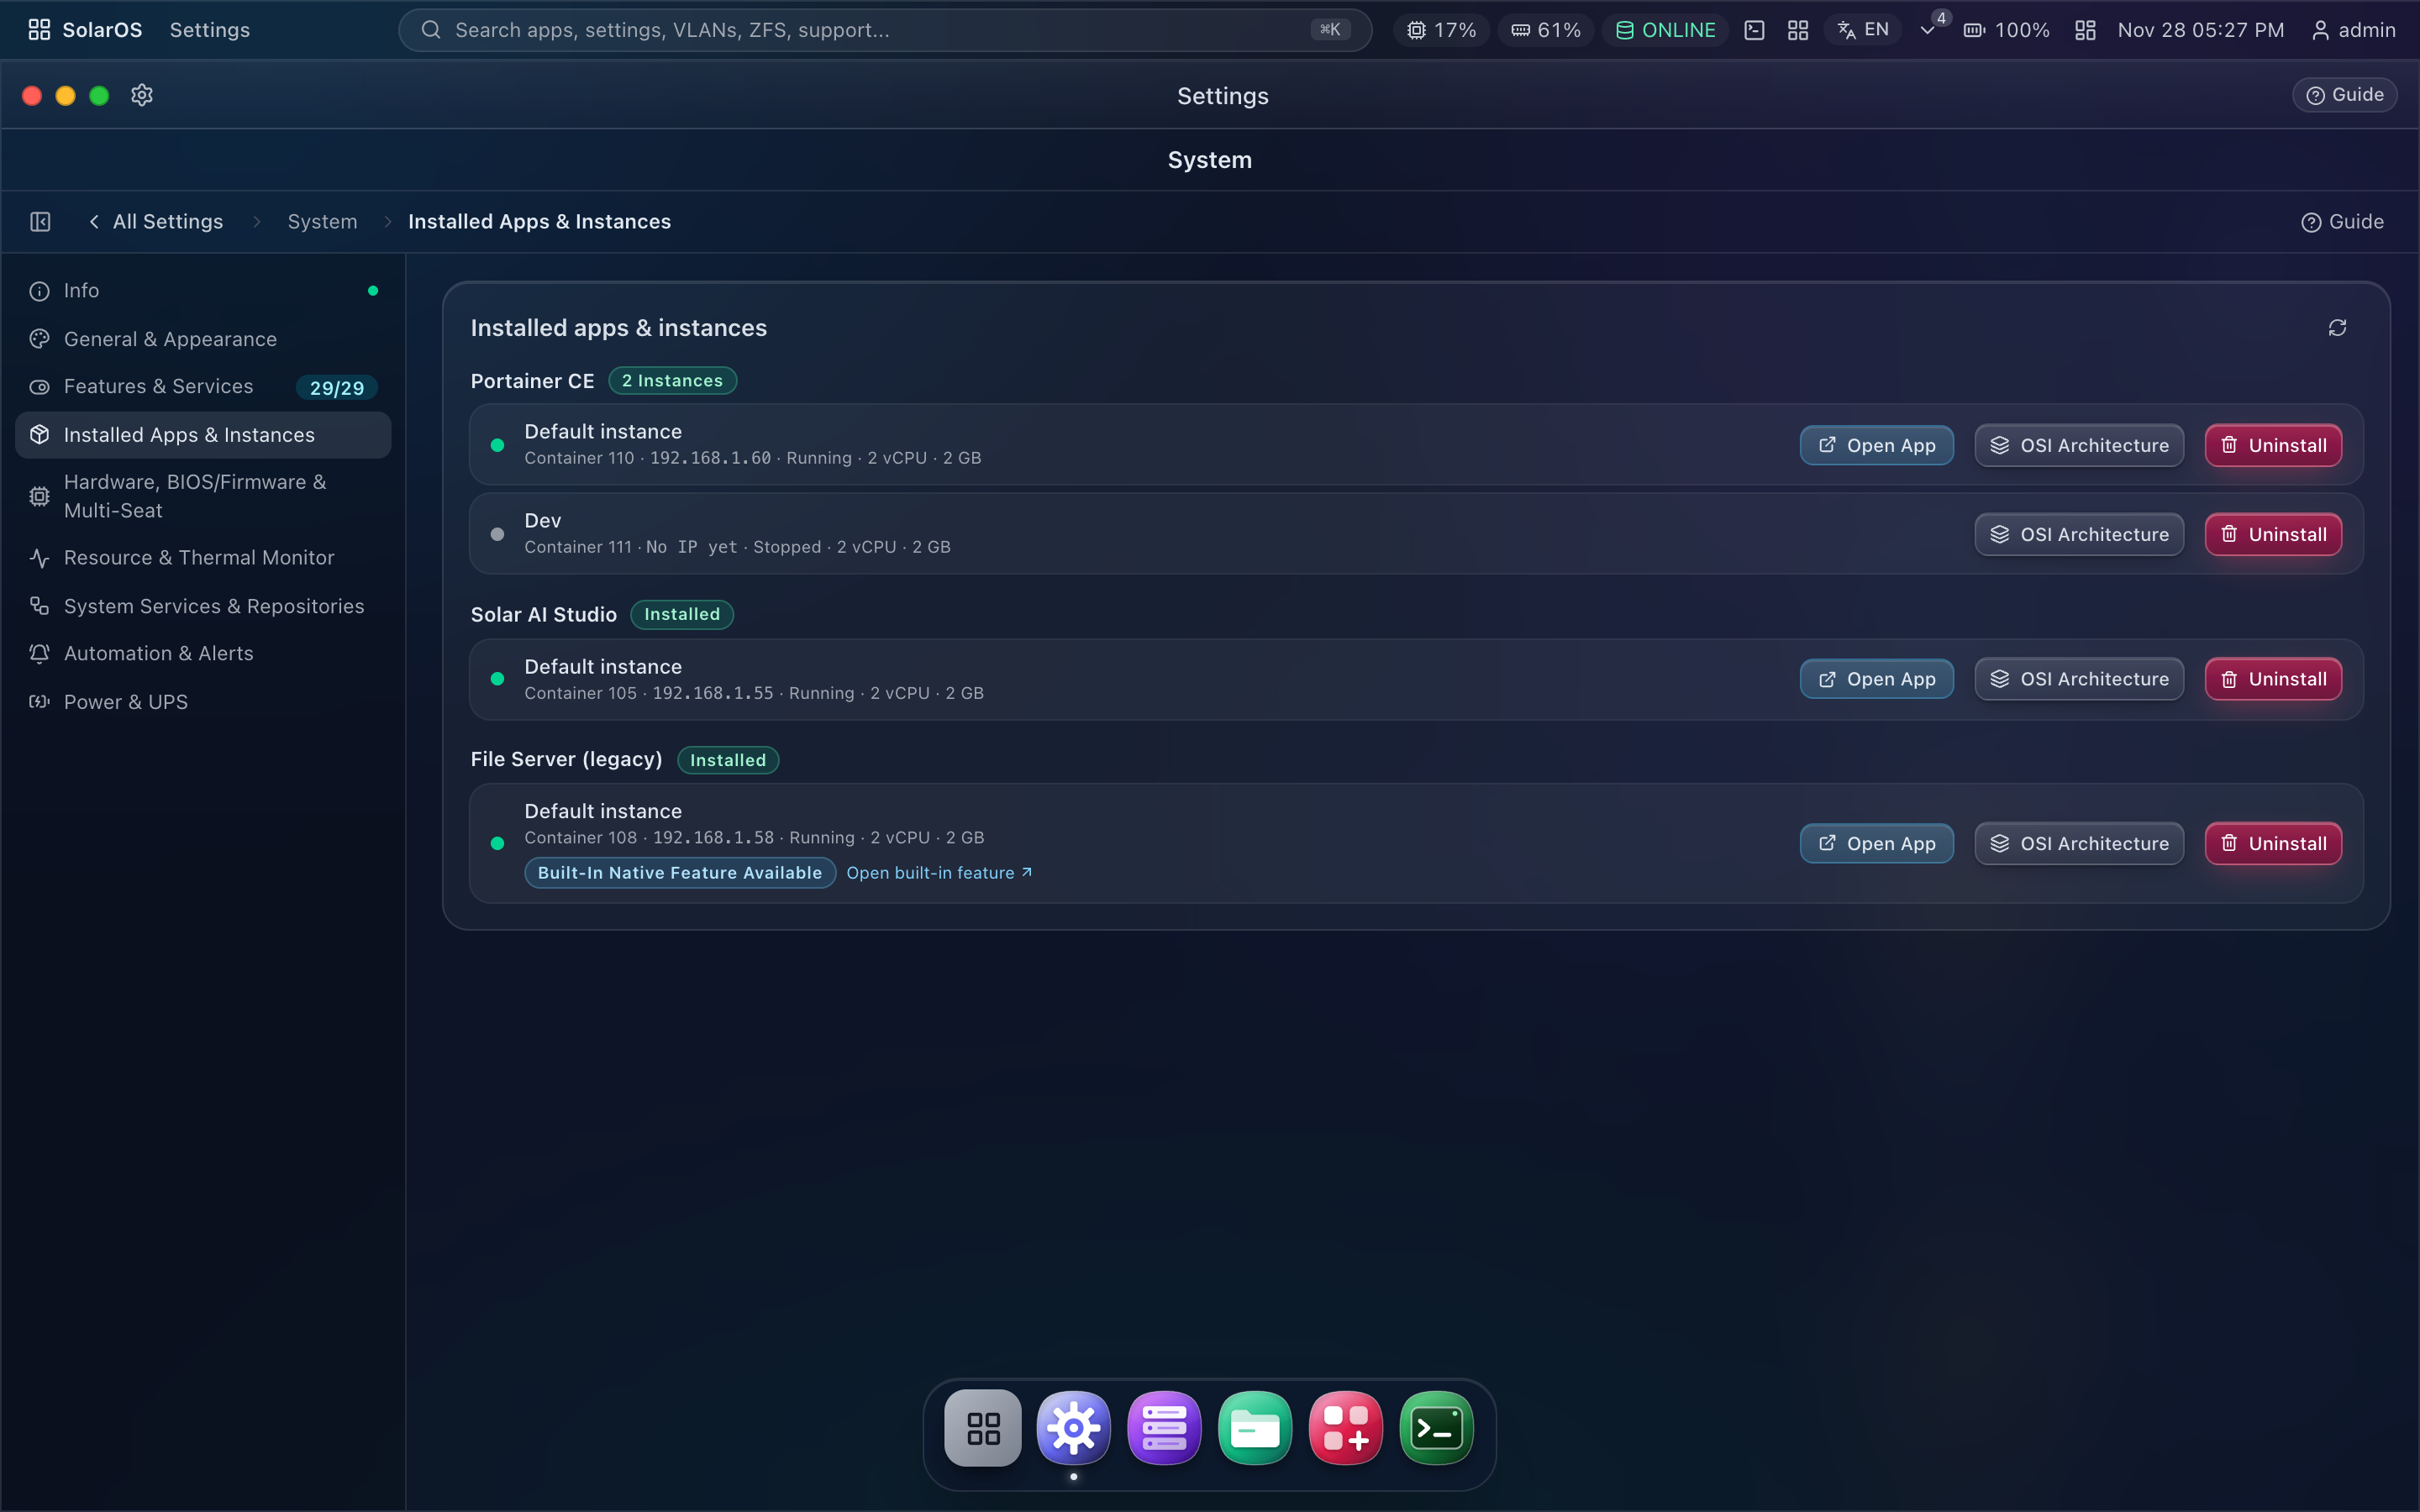 SolarOS Settings Search apps, settings, VLANs, ZFS, support... ⌘K 17% 61% ONLINE EN 4 100% Nov 28 05:27 PM admin
Settings Guide
System
All Settings System Installed Apps & Instances Guide
Info
General & Appearance
Features & Services 29/29
Installed Apps & Instances
Hardware, BIOS/Firmware &
Multi-Seat
Resource & Thermal Monitor
System Services & Repositories
Automation & Alerts
Power & UPS
Installed apps & instances
Portainer CE 2 Instances
Default instance
Container 110 · 192.168.1.60 · Running · 2 vCPU · 2 GB
Open App OSI Architecture Uninstall
Dev
Container 111 · No IP yet · Stopped · 2 vCPU · 2 GB
OSI Architecture Uninstall
Solar AI Studio Installed
Default instance
Container 105 · 192.168.1.55 · Running · 2 vCPU · 2 GB
Open App OSI Architecture Uninstall
File Server (legacy) Installed
Default instance
Container 108 · 192.168.1.58 · Running · 2 vCPU · 2 GB
Built-In Native Feature Available Open built-in feature ↗
Open App OSI Architecture Uninstall